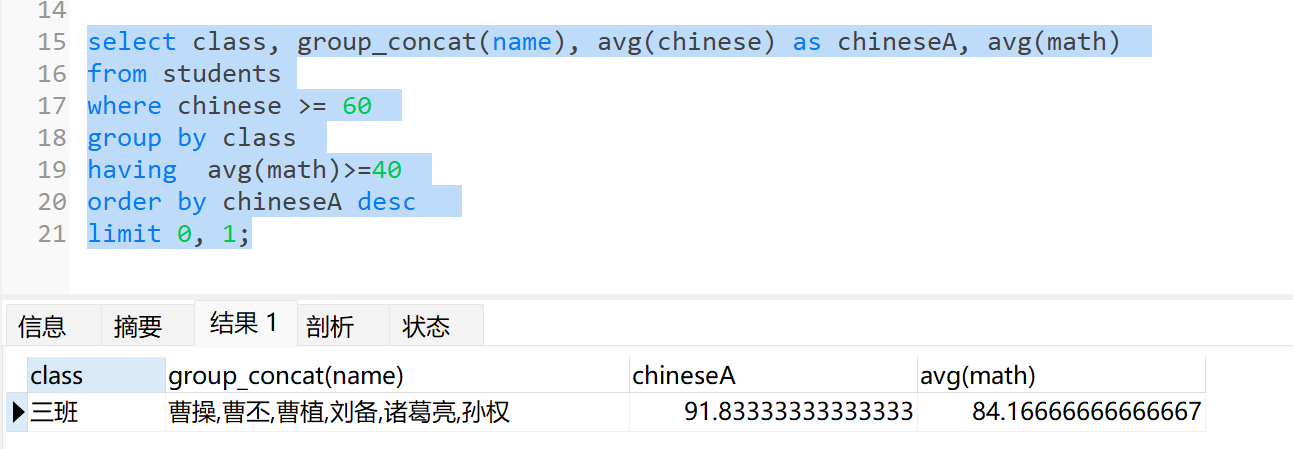 14
15 select class, group_concat(name), avg(chinese) as chineseA, avg(math)
16 from students
17 where chinese >= 60
18 group by class
19 having  avg(math)>=40
20 order by chineseA desc
21 limit 0, 1;
信息 摘要 结果 1 剖析 状态
class group_concat(name) chineseA avg(math)
三班 曹操,曹丕,曹植,刘备,诸葛亮,孙权 91.83333333333333 84.16666666666667